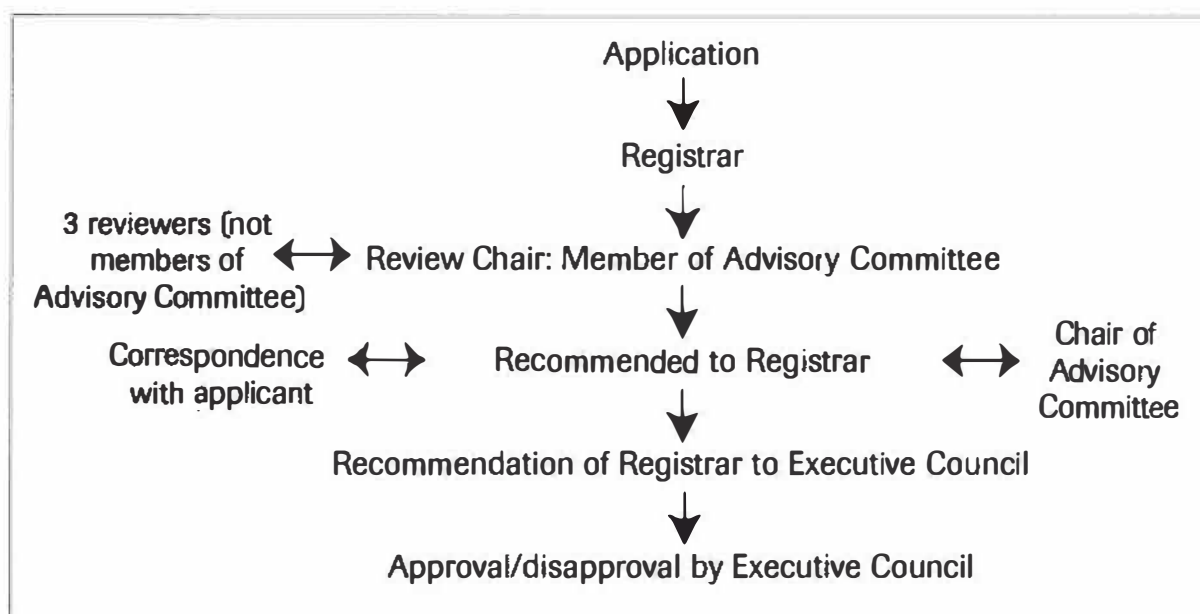 Application
Registrar
3 reviewers (not
members of
Advisory Committee)
Review Chair: Member of Advisory Committee
Correspondence
with applicant
Recommended to Registrar
Chair of
Advisory
Committee
Recommendation of Registrar to Executive Council
Approval/disapproval by Executive Council